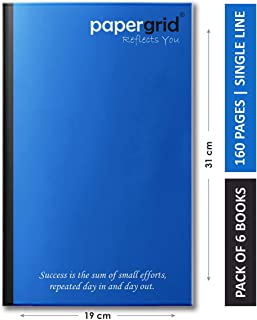 papergrid®
Reflects You
31 cm
160 PAGES | SINGLE LINE
PACK OF 6 BOOKS
Success is the sum of small efforts,
repeated day in and day out.
19 cm